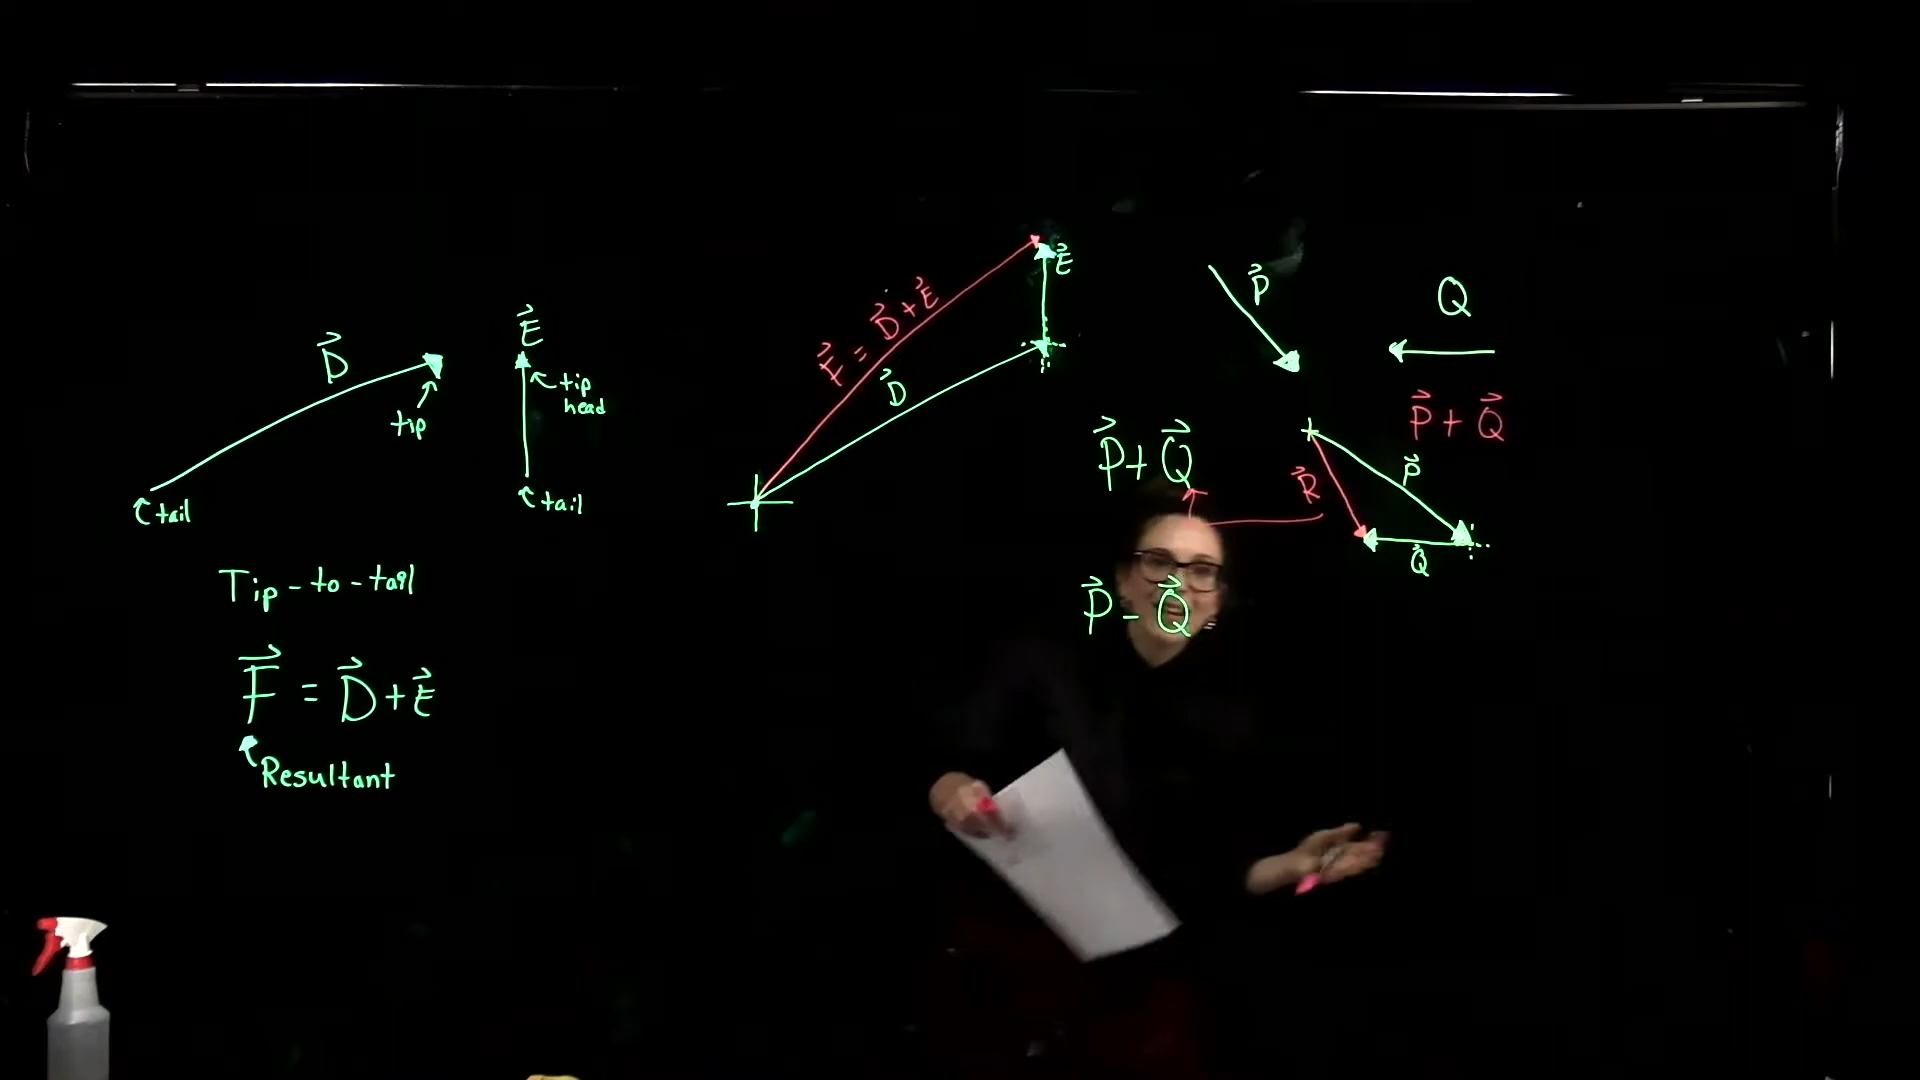 D⃗
tip
tail
E⃗
tip
head
tail
Tip-to-tail
F⃗ = D⃗ + E⃗
Resultant
F⃗ = D⃗ + E⃗
D⃗
E⃗
P⃗
Q
P⃗ + Q⃗
P⃗ + Q⃗
R⃗
P⃗
Q⃗
P⃗ - Q⃗